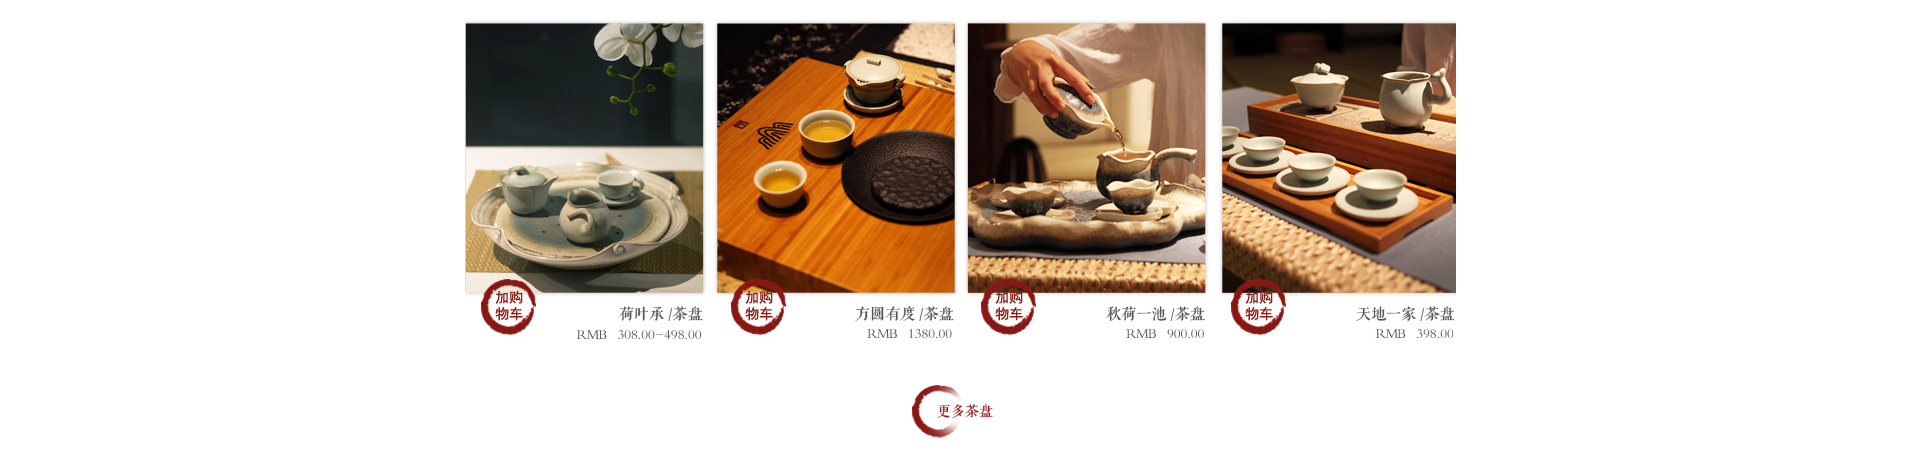 加购
物车
荷叶承 /茶盘
RMB 308.00-498.00
加购
物车
方圆有度 /茶盘
RMB 1380.00
加购
物车
秋荷一池 /茶盘
RMB 900.00
加购
物车
天地一家 /茶盘
RMB 398.00
更多茶盘